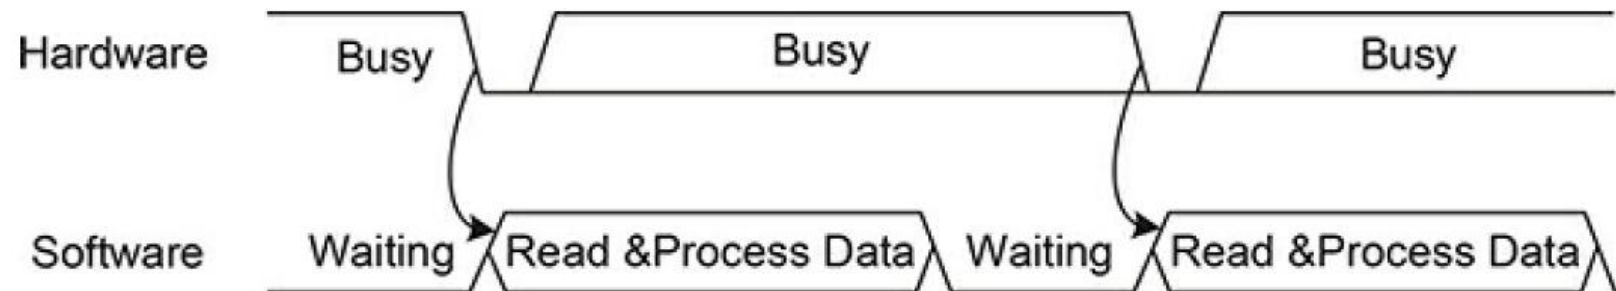 Hardware Busy Busy Busy
Software Waiting Read &Process Data Waiting Read &Process Data